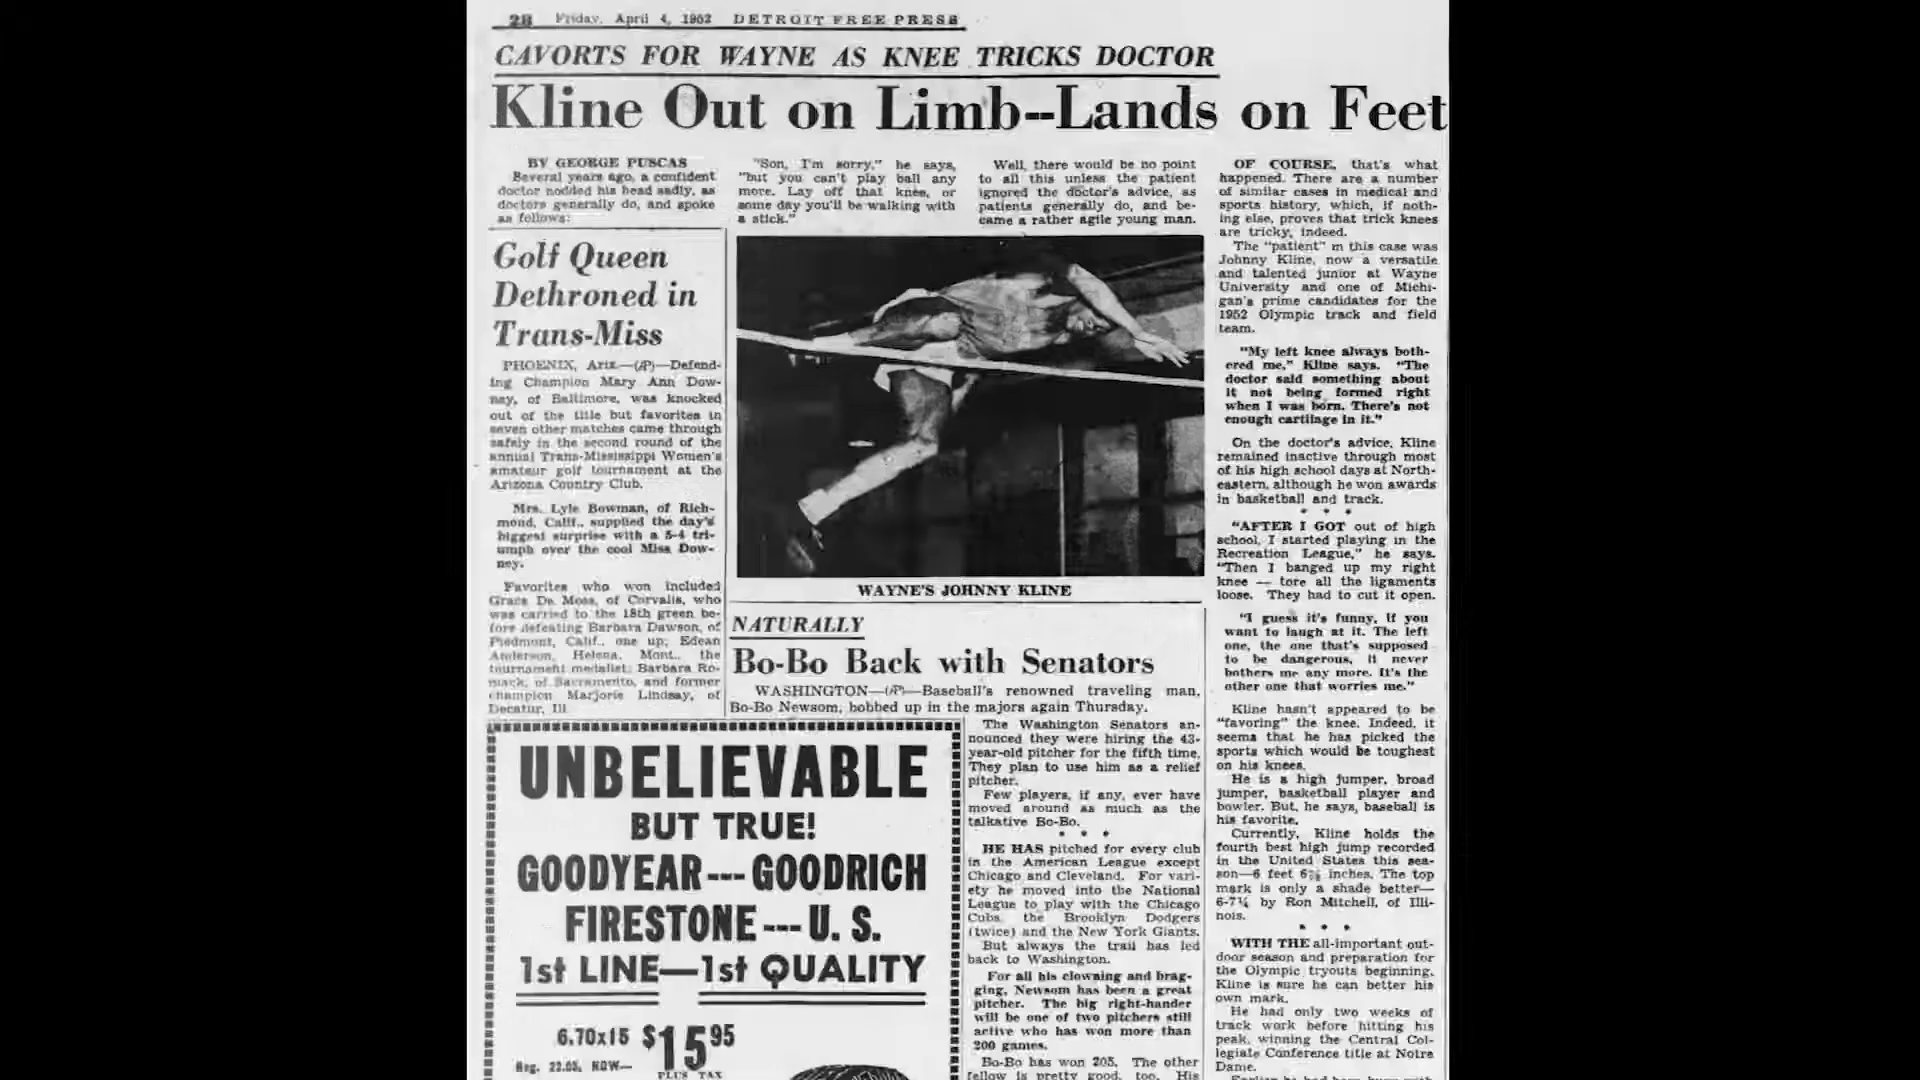 2B Friday, April 4, 1952 DETROIT FREE PRESS
CAVORTS FOR WAYNE AS KNEE TRICKS DOCTOR
Kline Out on Limb--Lands on Feet
BY GEORGE PUSCAS
Several years ago, a confident
doctor nodded his head sadly, as
doctors generally do, and spoke
as follows:
"Son, I'm sorry," he says,
"but you can't play ball any
more. Lay off that knee, or
some day you'll be walking with
a stick."
Well, there would be no point
to all this unless the patient
ignored the doctor's advice, as
patients generally do, and be-
came a rather agile young man.
OF COURSE, that's what
happened. There are a number
of similar cases in medical and
sports history, which, if noth-
ing else, proves that trick knees
are tricky, indeed.
The "patient" in this case was
Johnny Kline, now a versatile
and talented junior at Wayne
University and one of Michi-
gan's prime candidates for the
1952 Olympic track and field
team.
"My left knee always both-
ered me," Kline says. "The
doctor said something about
it not being formed right
when I was born. There's not
enough cartilage in it."
On the doctor's advice, Kline
remained inactive through most
of his high school days at North-
eastern, although he won awards
in basketball and track.
* * *
"AFTER I GOT out of high
school, I started playing in the
Recreation League," he says.
"Then I banged up my right
knee — tore all the ligaments
loose. They had to cut it open.
"I guess it's funny, if you
want to laugh at it. The left
one, the one that's supposed
to be dangerous, it never
bothers me any more. It's the
other one that worries me."
Kline hasn't appeared to be
"favoring" the knee. Indeed, it
seems that he has picked the
sports which would be toughest
on his knees.
He is a high jumper, broad
jumper, basketball player and
bowler. But, he says, baseball is
his favorite.
Currently, Kline holds the
fourth best high jump recorded
in the United States this sea-
son—6 feet inches. The top
mark is only a shade better—
6-7¼ by Ron Mitchell, of Illi-
nois.
* * *
WITH THE all-important out-
door season and preparation for
the Olympic tryouts beginning,
Kline is sure he can better his
own mark.
He had only two weeks of
track work before hitting his
peak, winning the Central Col-
legiate Conference title at Notre
Dame.
Golf Queen
Dethroned in
Trans-Miss
PHOENIX, Ariz.—(AP)—Defend-
ing Champion Mary Ann Dow-
ney, of Baltimore, was knocked
out of the title but favorites in
seven other matches came through
safely in the second round of the
annual Trans-Mississippi Women's
amateur golf tournament at the
Arizona Country Club.
Mrs. Lyle Bowman, of Rich-
mond, Calif., supplied the day's
biggest surprise with a 5-4 tri-
umph over the cool Miss Dow-
ney.
Favorites who won included
Grace De Moss, of Corvalis, who
was carried to the 18th green be-
fore defeating Barbara Dawson, of
Piedmont, Calif., one up; Edean
Anderson, Helena, Mont., the
tournament medalist; Barbara Ro-
mack, of Sacramento, and former
champion Marjorie Lindsay, of
Decatur, Ill.
WAYNE'S JOHNNY KLINE
NATURALLY
Bo-Bo Back with Senators
WASHINGTON—(AP)—Baseball's renowned traveling man,
Bo-Bo Newsom, bobbed up in the majors again Thursday.
The Washington Senators an-
nounced they were hiring the 43-
year-old pitcher for the fifth time.
They plan to use him as a relief
pitcher.
Few players, if any, ever have
moved around as much as the
talkative Bo-Bo.
* * *
HE HAS pitched for every club
in the American League except
Chicago and Cleveland. For vari-
ety he moved into the National
League to play with the Chicago
Cubs, the Brooklyn Dodgers
(twice) and the New York Giants.
But always the trail has led
back to Washington.
For all his clowning and brag-
ging, Newsom has been a great
pitcher. The big right-hander
will be one of two pitchers still
active who has won more than
200 games.
Bo-Bo has won 205. The other
fellow is pretty good, too. His
UNBELIEVABLE
BUT TRUE!
GOODYEAR---GOODRICH
FIRESTONE---U. S.
1st LINE—1st QUALITY
6.70x15 $15.95
Reg. 22.05, NOW—
PLUS TAX